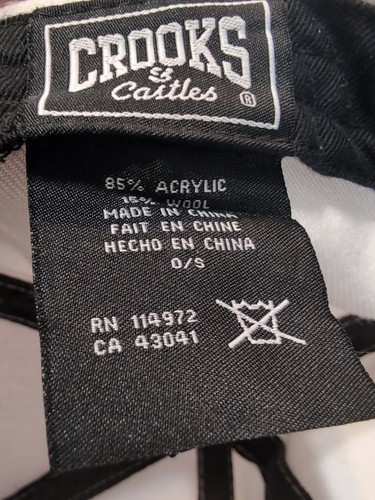 CROOKS
&
Castles ®
85% ACRYLIC
15% WOOL
MADE IN CHINA
FAIT EN CHINE
HECHO EN CHINA
O/S
RN 114972
CA 43041